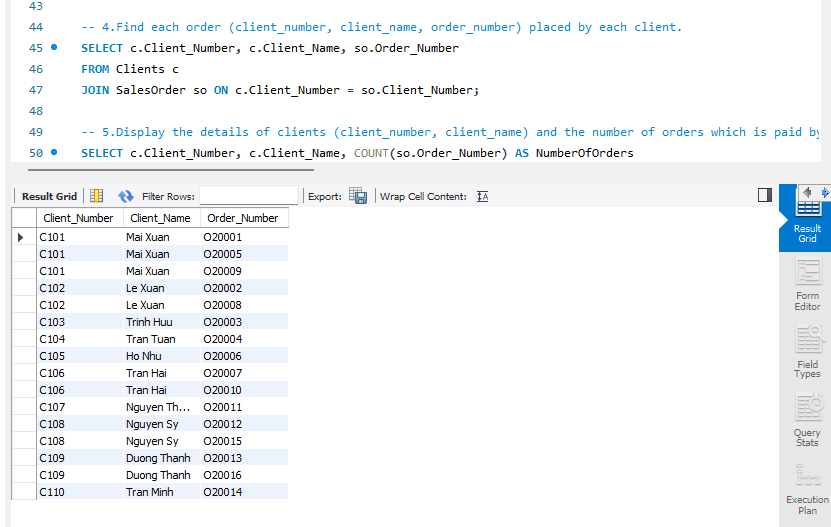 43
44 -- 4.Find each order (client_number, client_name, order_number) placed by each client.
45 SELECT c.Client_Number, c.Client_Name, so.Order_Number
46 FROM Clients c
47 JOIN SalesOrder so ON c.Client_Number = so.Client_Number;
48
49 -- 5.Display the details of clients (client_number, client_name) and the number of orders which is paid by
50 SELECT c.Client_Number, c.Client_Name, COUNT(so.Order_Number) AS NumberOfOrders
Result Grid Filter Rows: Export: Wrap Cell Content: IA
Client_Number Client_Name Order_Number
C101 Mai Xuan O20001
C101 Mai Xuan O20005
C101 Mai Xuan O20009
C102 Le Xuan O20002
C102 Le Xuan O20008
C103 Trinh Huu O20003
C104 Tran Tuan O20004
C105 Ho Nhu O20006
C106 Tran Hai O20007
C106 Tran Hai O20010
C107 Nguyen Th... O20011
C108 Nguyen Sy O20012
C108 Nguyen Sy O20015
C109 Duong Thanh O20013
C109 Duong Thanh O20016
C110 Tran Minh O20014
Result
Grid
Form
Editor
Field
Types
Query
Stats
Execution
Plan